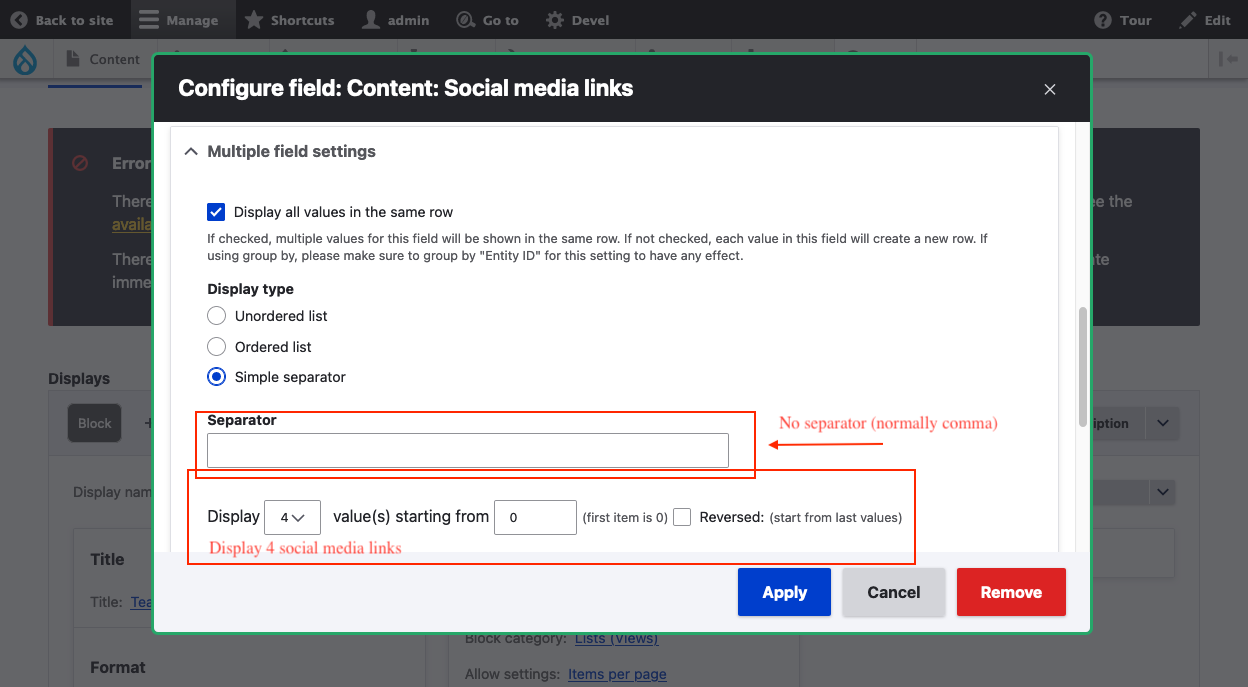 Back to site Manage Shortcuts admin Go to Devel Tour Edit
Content
Configure field: Content: Social media links
Multiple field settings
Error
There
ee the
availa
There
ate
imme
Display all values in the same row
If checked, multiple values for this field will be shown in the same row. If not checked, each value in this field will create a new row. If
using group by, please make sure to group by "Entity ID" for this setting to have any effect.
Display type
Unordered list
Ordered list
Simple separator
Displays
Block
Separator
No separator (normally comma)
iption
Display nam
Display 4 value(s) starting from 0 (first item is 0) Reversed: (start from last values)
Display 4 social media links
Title
Title: Tea
Apply Cancel Remove
Block category: Lists (Views)
Format
Allow settings: Items per page